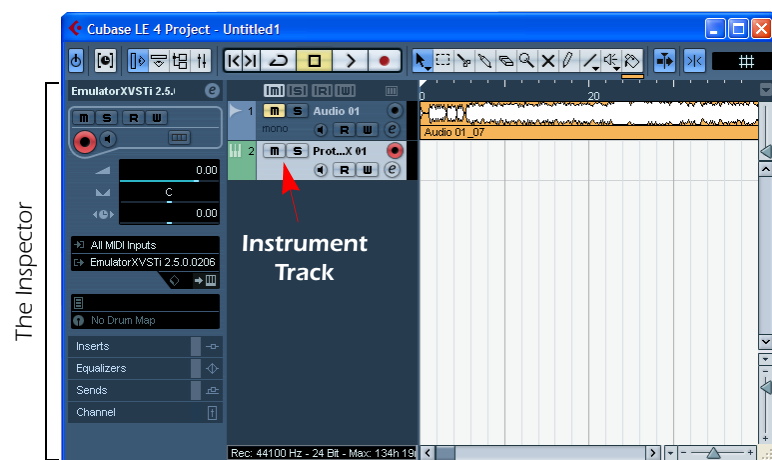 Cubase LE 4 Project - Untitled1
EmulatorXVSTi 2.5.(
e
m S R W
0.00
C
0.00
All MIDI Inputs
EmulatorXVSTi 2.5.0.0206
No Drum Map
Inserts
Equalizers
Sends
Channel
The Inspector
[m] [S] [R] [W]
1 m S Audio 01
mono R W e
2 m S Prot...X 01
R W e
Instrument
Track
0 20
Audio 01_07
Rec: 44100 Hz - 24 Bit - Max: 134h 19